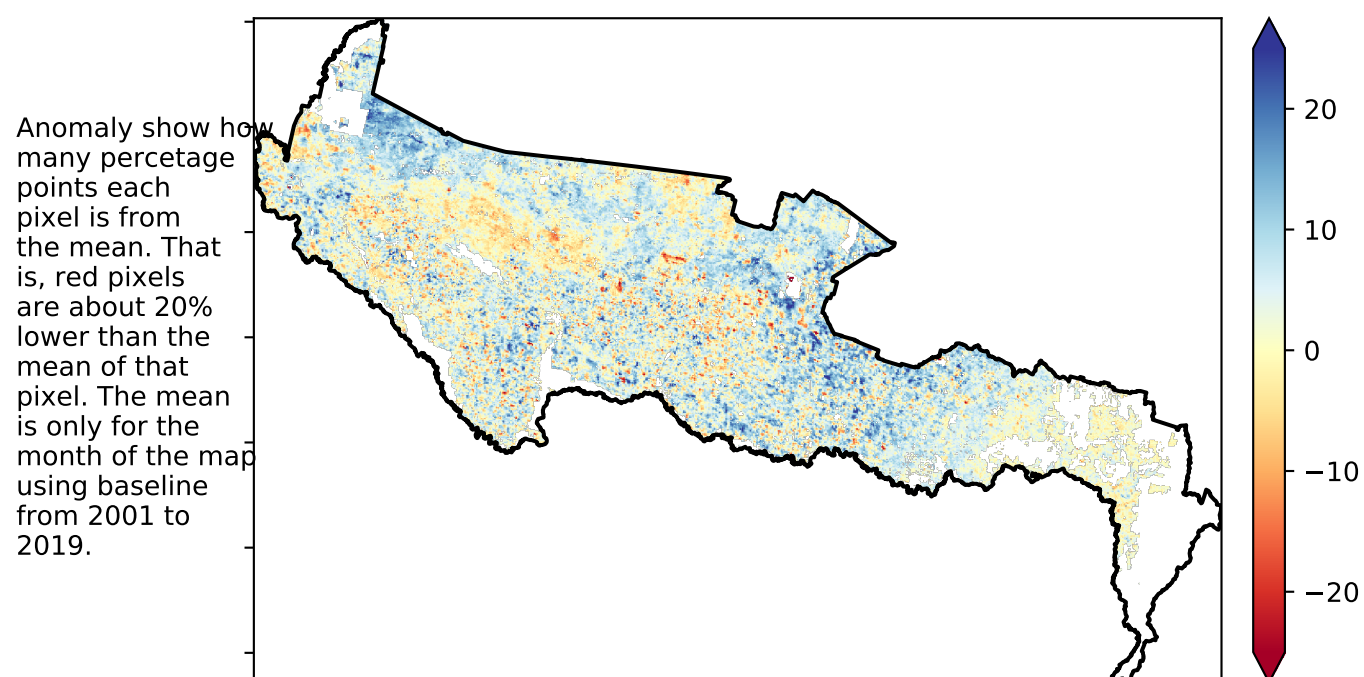 Anomaly show how
many percetage
points each
pixel is from
the mean. That
is, red pixels
are about 20%
lower than the
mean of that
pixel. The mean
is only for the
month of the map
using baseline
from 2001 to
2019.
20
10
0
−10
−20